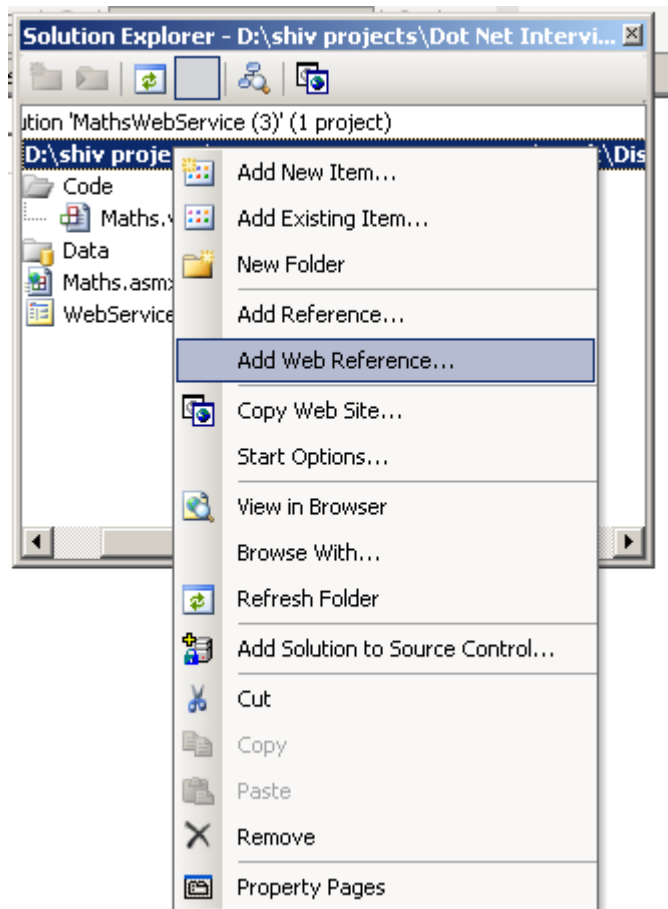 Solution Explorer - D:\shiv projects\Dot Net Intervi...
ution 'MathsWebService (3)' (1 project)
D:\shiv proje \Dis
Code
Maths.v
Data
Maths.asmx
WebService
Add New Item...
Add Existing Item...
New Folder
Add Reference...
Add Web Reference...
Copy Web Site...
Start Options...
View in Browser
Browse With...
Refresh Folder
Add Solution to Source Control...
Cut
Copy
Paste
Remove
Property Pages